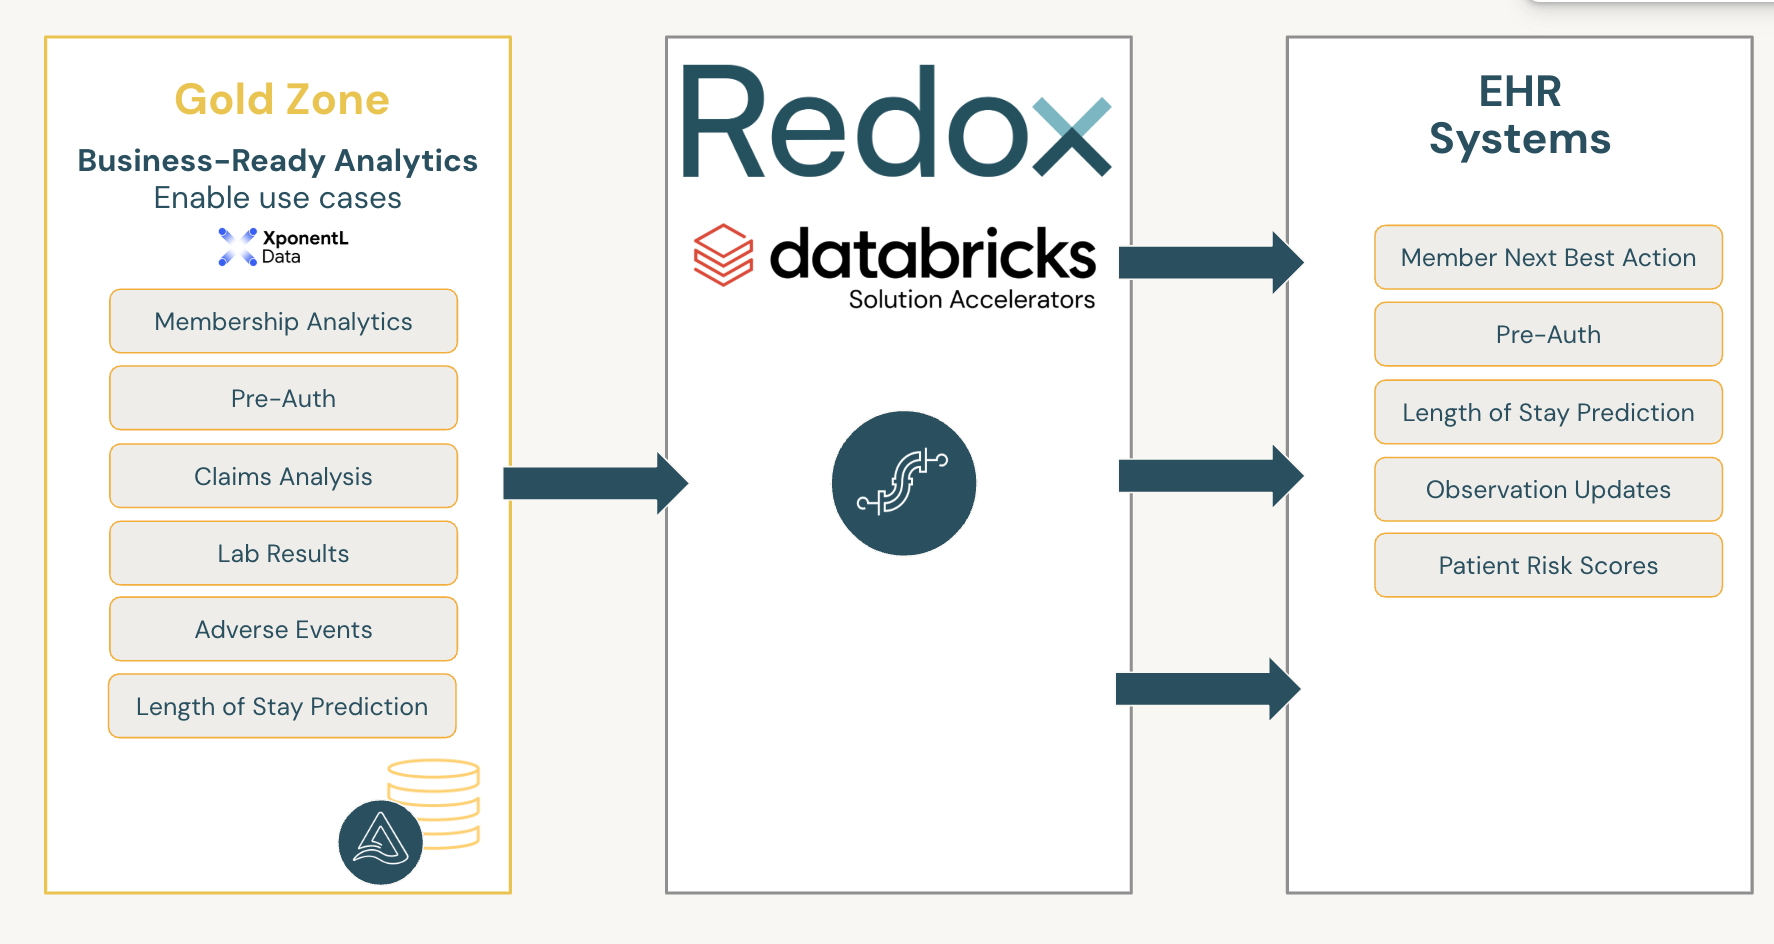 Gold Zone
Business-Ready Analytics
Enable use cases
XponentL
Data
Membership Analytics
Pre-Auth
Claims Analysis
Lab Results
Adverse Events
Length of Stay Prediction
Redox
databricks
Solution Accelerators
EHR
Systems
Member Next Best Action
Pre-Auth
Length of Stay Prediction
Observation Updates
Patient Risk Scores